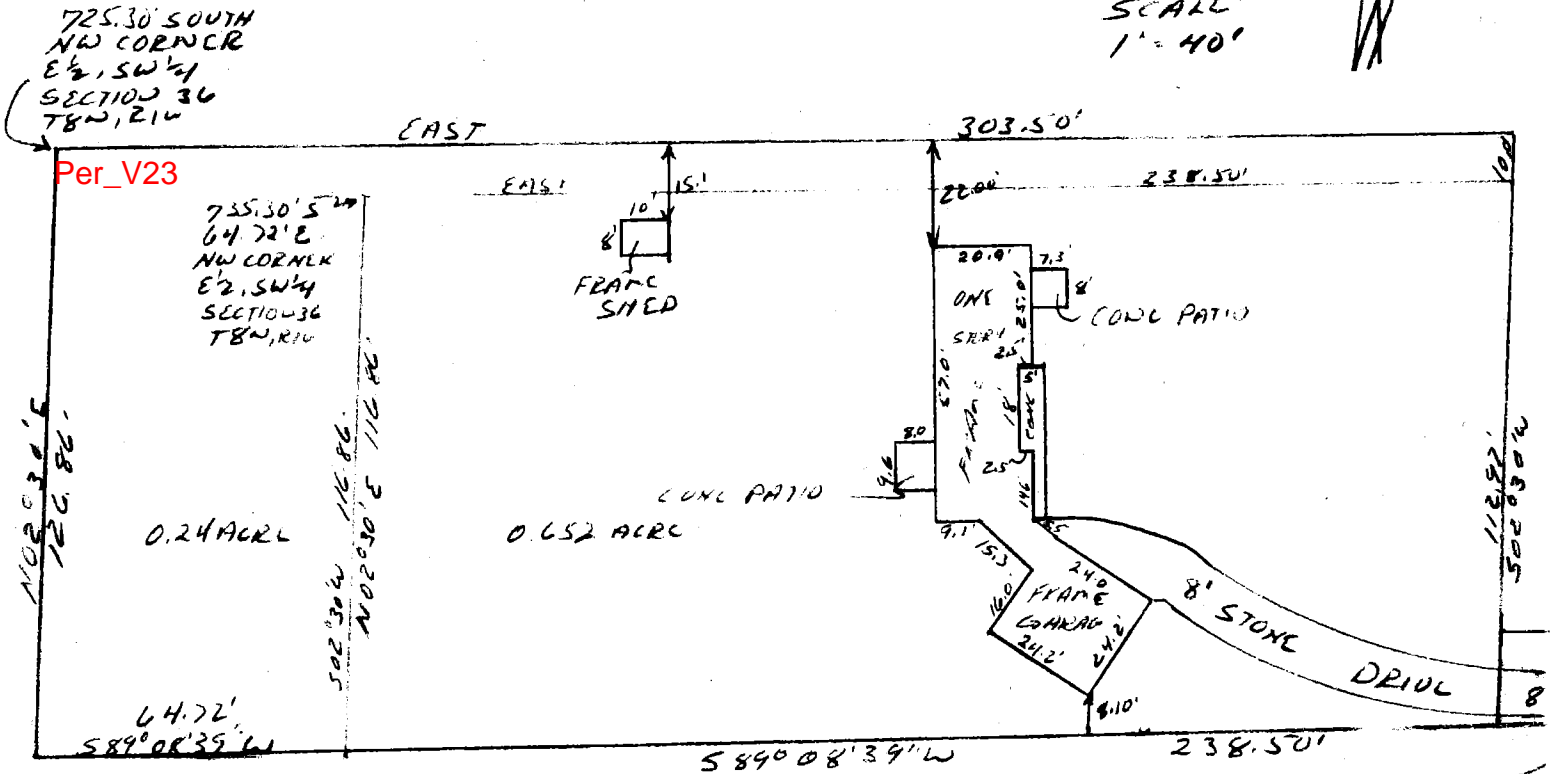 725.30' SOUTH
NW CORNER
E½, SW¼
SECTION 36
T8N, R1W
SCALE
1" = 40'
EAST
303.50'
Per_V23
EAST
15.1
22.00'
238.50'
100
735.30' S
64.72' E
NW CORNER
E½, SW¼
SECTION 36
T8N, R1W
10'
8'
FRAME
SHED
20.9'
7.3
8'
ONE
STORY
FRAME
25.0'
CONC PATIO
2.5'
5'
18'
CONC
57.0'
2.5'
14.6
8.0
9.6
CONC PATIO
N02°30'E
126.86'
S02°30'W 116.86'
N02°30'E 116.86'
0.24 ACRE
0.652 ACRE
9.1'
15.3
16.0'
24.0
FRAME
GARAG
24.2'
24.2'
8' STONE DRIVE
8
112.97'
S02°30'W
64.72'
S89°08'39"W
8.10'
S89°08'39"W
238.50'